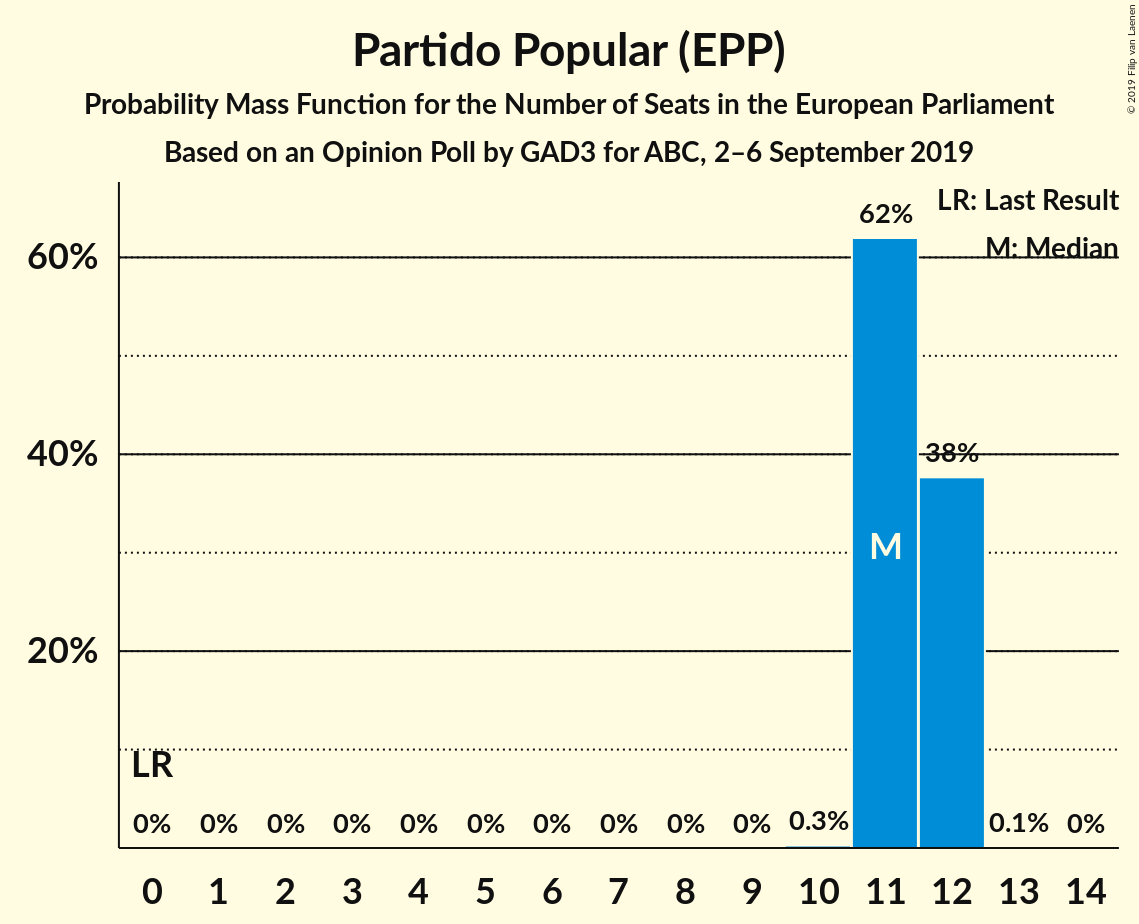 Partido Popular (EPP)
Probability Mass Function for the Number of Seats in the European Parliament
Based on an Opinion Poll by GAD3 for ABC, 2–6 September 2019
© 2019 Filip van Laenen
LR: Last Result
M: Median
60%
40%
20%
62%
38%
M
LR
0% 0% 0% 0% 0% 0% 0% 0% 0% 0% 0.3% 0.1% 0%
0 1 2 3 4 5 6 7 8 9 10 11 12 13 14